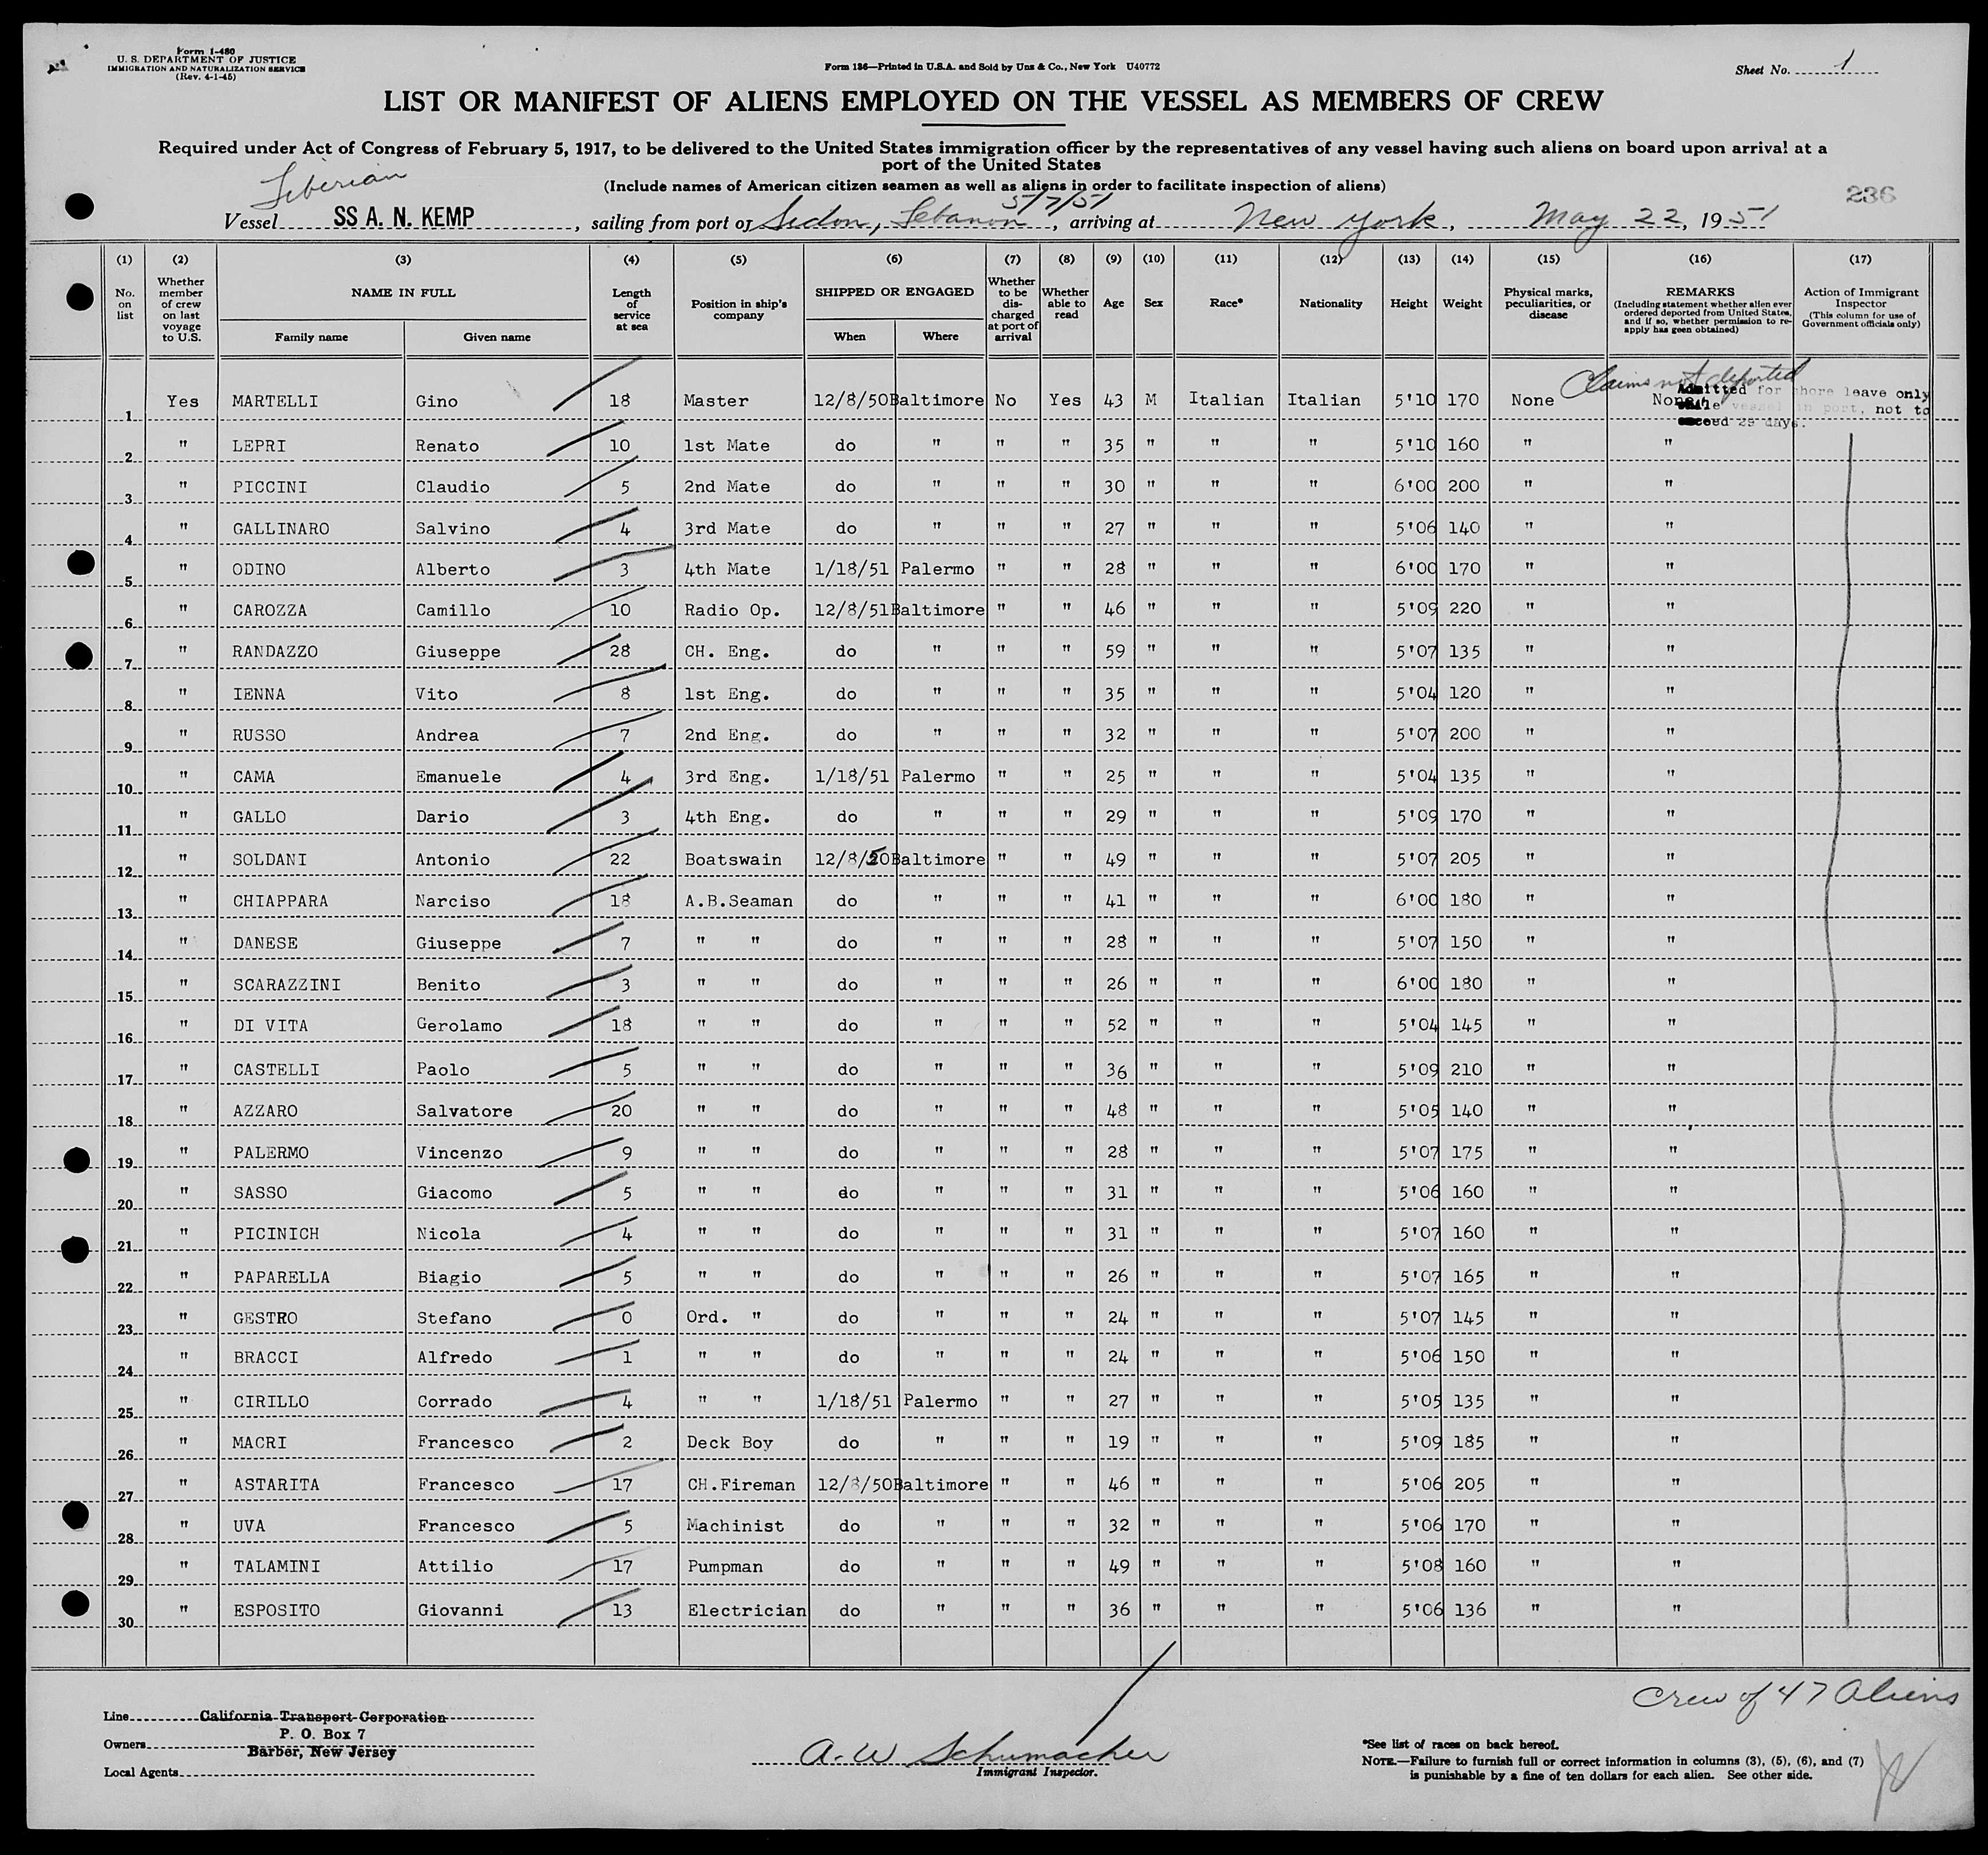 Form I-480
U. S. DEPARTMENT OF JUSTICE
IMMIGRATION AND NATURALIZATION SERVICE
(Rev. 4-1-45)
Form 136—Printed in U.S.A. and Sold by Unz & Co., New York U40772
Sheet No. 1
LIST OR MANIFEST OF ALIENS EMPLOYED ON THE VESSEL AS MEMBERS OF CREW
Required under Act of Congress of February 5, 1917, to be delivered to the United States immigration officer by the representatives of any vessel having such aliens on board upon arrival at a
port of the United States
(Include names of American citizen seamen as well as aliens in order to facilitate inspection of aliens)
236
Liberian
5/7/51
Vessel SS A. N. KEMP, sailing from port of Sidon, Lebanon, arriving at New York, May 22, 1951
(1) (2) (3) (4) (5) (6) (7) (8) (9) (10) (11) (12) (13) (14) (15) (16) (17)
No. on list
Whether member of crew on last voyage to U.S.
NAME IN FULL
Family name Given name
Length of service at sea
Position in ship's company
SHIPPED OR ENGAGED
When Where
Whether to be discharged at port of arrival
Whether able to read
Age
Sex
Race*
Nationality
Height
Weight
Physical marks, peculiarities, or disease
REMARKS
(Including statement whether alien ever ordered deported from United States, and if so, whether permission to re-apply has geen obtained)
Action of Immigrant Inspector
(This column for use of Government officials only)
Claims not deported
Admitted for shore leave only
while vessel in port, not to
exceed 29 days.
1 Yes MARTELLI Gino 18 Master 12/8/50 Baltimore No Yes 43 M Italian Italian 5'10 170 None None
2 " LEPRI Renato 10 1st Mate do " " " 35 " " " 5'10 160 " "
3 " PICCINI Claudio 5 2nd Mate do " " " 30 " " " 6'00 200 " "
4 " GALLINARO Salvino 4 3rd Mate do " " " 27 " " " 5'06 140 " "
5 " ODINO Alberto 3 4th Mate 1/18/51 Palermo " " 28 " " " 6'00 170 " "
6 " CAROZZA Camillo 10 Radio Op. 12/8/51 Baltimore " " 46 " " " 5'09 220 " "
7 " RANDAZZO Giuseppe 28 CH. Eng. do " " " 59 " " " 5'07 135 " "
8 " IENNA Vito 8 1st Eng. do " " " 35 " " " 5'04 120 " "
9 " RUSSO Andrea 7 2nd Eng. do " " " 32 " " " 5'07 200 " "
10 " CAMA Emanuele 4 3rd Eng. 1/18/51 Palermo " " 25 " " " 5'04 135 " "
11 " GALLO Dario 3 4th Eng. do " " " 29 " " " 5'09 170 " "
12 " SOLDANI Antonio 22 Boatswain 12/8/50 Baltimore " " 49 " " " 5'07 205 " "
13 " CHIAPPARA Narciso 18 A.B.Seaman do " " " 41 " " " 6'00 180 " "
14 " DANESE Giuseppe 7 " " do " " " 28 " " " 5'07 150 " "
15 " SCARAZZINI Benito 3 " " do " " " 26 " " " 6'00 180 " "
16 " DI VITA Gerolamo 18 " " do " " " 52 " " " 5'04 145 " "
17 " CASTELLI Paolo 5 " " do " " " 36 " " " 5'09 210 " "
18 " AZZARO Salvatore 20 " " do " " " 48 " " " 5'05 140 " "
19 " PALERMO Vincenzo 9 " " do " " " 28 " " " 5'07 175 " "
20 " SASSO Giacomo 5 " " do " " " 31 " " " 5'06 160 " "
21 " PICINICH Nicola 4 " " do " " " 31 " " " 5'07 160 " "
22 " PAPARELLA Biagio 5 " " do " " " 26 " " " 5'07 165 " "
23 " GESTRO Stefano 0 Ord. " do " " " 24 " " " 5'07 145 " "
24 " BRACCI Alfredo 1 " " do " " " 24 " " " 5'06 150 " "
25 " CIRILLO Corrado 4 " " 1/18/51 Palermo " " 27 " " " 5'05 135 " "
26 " MACRI Francesco 2 Deck Boy do " " " 19 " " " 5'09 185 " "
27 " ASTARITA Francesco 17 CH.Fireman 12/8/50 Baltimore " " 46 " " " 5'06 205 " "
28 " UVA Francesco 5 Machinist do " " " 32 " " " 5'06 170 " "
29 " TALAMINI Attilio 17 Pumpman do " " " 49 " " " 5'08 160 " "
30 " ESPOSITO Giovanni 13 Electrician do " " " 36 " " " 5'06 136 " "
Crew of 47 Aliens
Line California Transport Corporation
P. O. Box 7
Owners Barber, New Jersey
Local Agents
A. W Schumacher
Immigrant Inspector.
*See list of races on back hereof.
NOTE.—Failure to furnish full or correct information in columns (3), (5), (6), and (7)
is punishable by a fine of ten dollars for each alien. See other side.